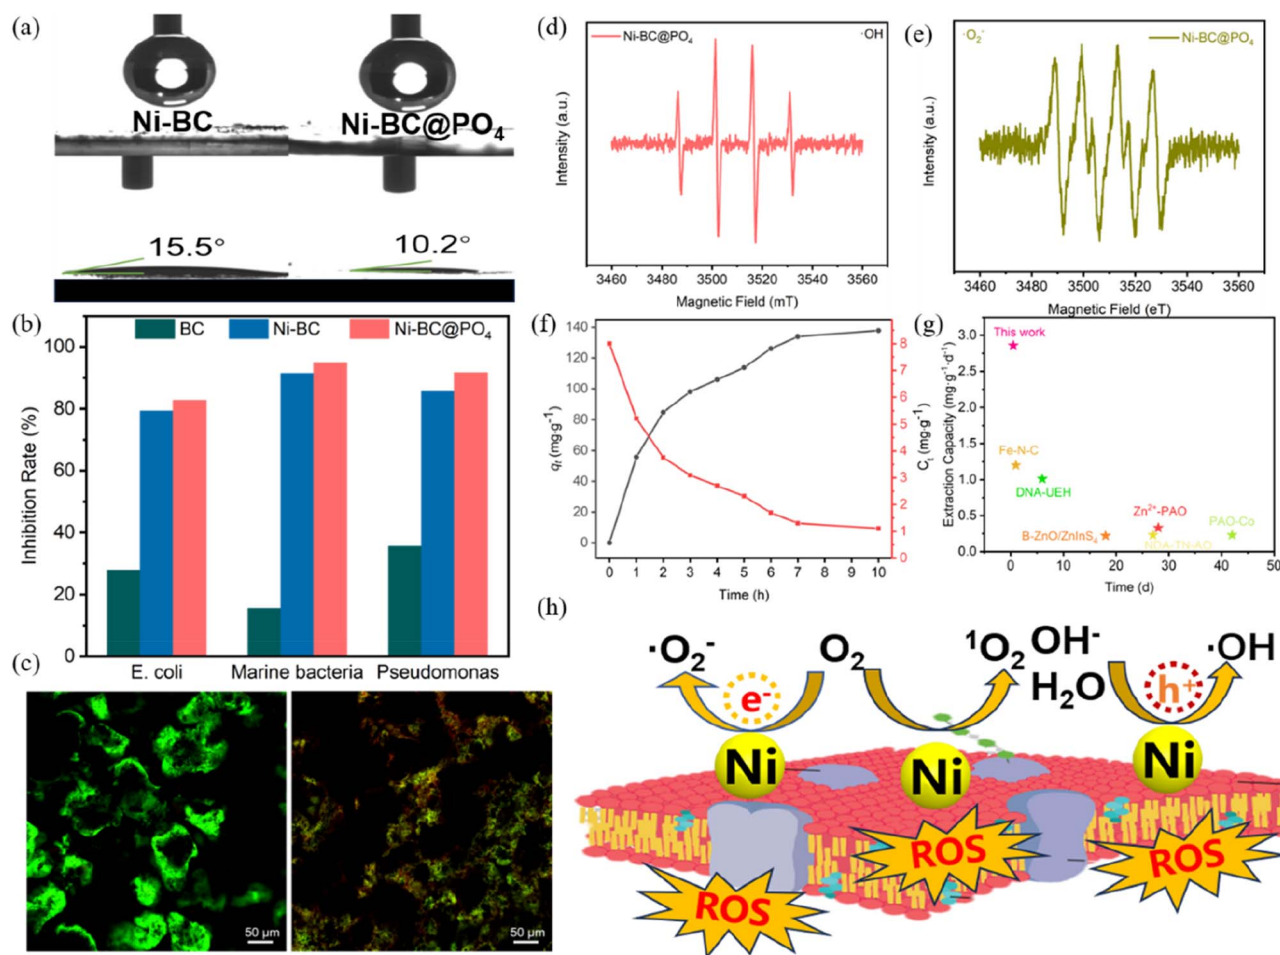 (a)
Ni-BC
Ni-BC@PO₄
15.5°
10.2°
(b)
BC
Ni-BC
Ni-BC@PO₄
Inhibition Rate (%)
100
80
60
40
20
0
E. coli
Marine bacteria
Pseudomonas
(c)
50 μm
50 μm
(d)
Ni-BC@PO₄
·OH
Intensity (a.u.)
3460 3480 3500 3520 3540 3560
Magnetic Field (mT)
(e)
·O₂⁻
Ni-BC@PO₄
Intensity (a.u.)
3460 3480 3500 3520 3540 3560
Magnetic Field (eT)
(f)
140
120
100
80
60
40
20
0
qₜ (mg·g⁻¹)
8
7
6
5
4
3
2
1
0
Cₜ (mg·g⁻¹)
0 1 2 3 4 5 6 7 10
Time (h)
(g)
Extraction Capacity (mg·g⁻¹·d⁻¹)
3.0
2.5
2.0
1.5
1.0
0.5
0.0
This work
Fe-N-C
DNA-UEH
B-ZnO/ZnInS₄
Zn²⁺-PAO
NDA-TN-AO
PAO-Co
0 10 20 30 40 50
Time (d)
(h)
·O₂⁻
O₂
¹O₂
OH⁻
H₂O
·OH
e⁻
h⁺
Ni
Ni
Ni
ROS
ROS
ROS